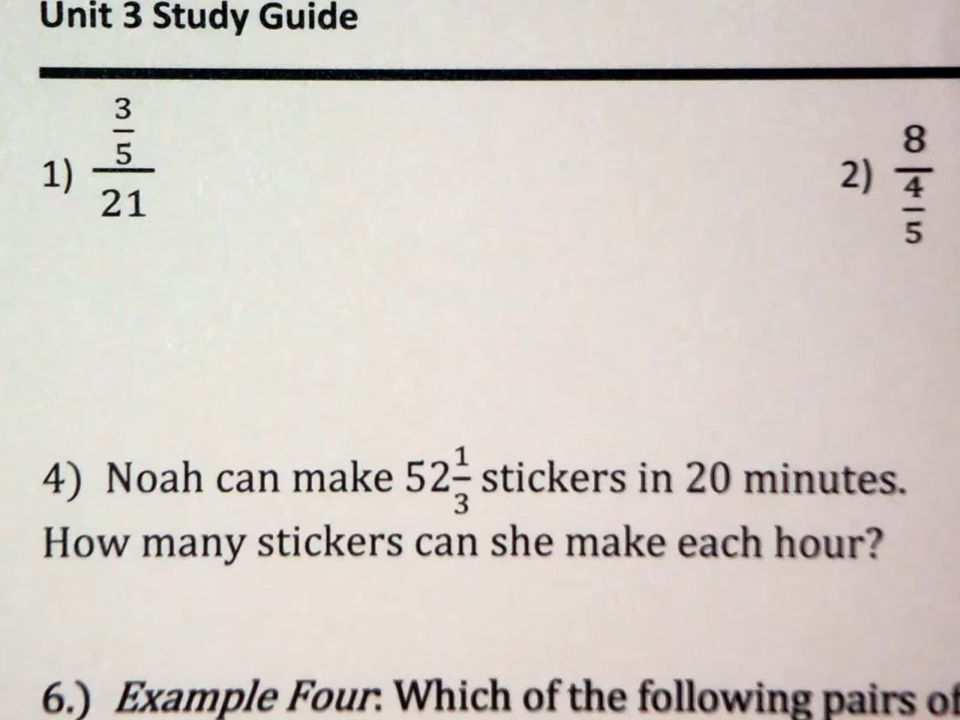 Unit 3 Study Guide
1) 3/5 / 21 2) 8 / 4/5
4) Noah can make 52 1/3 stickers in 20 minutes.
How many stickers can she make each hour?
6.) Example Four: Which of the following pairs of